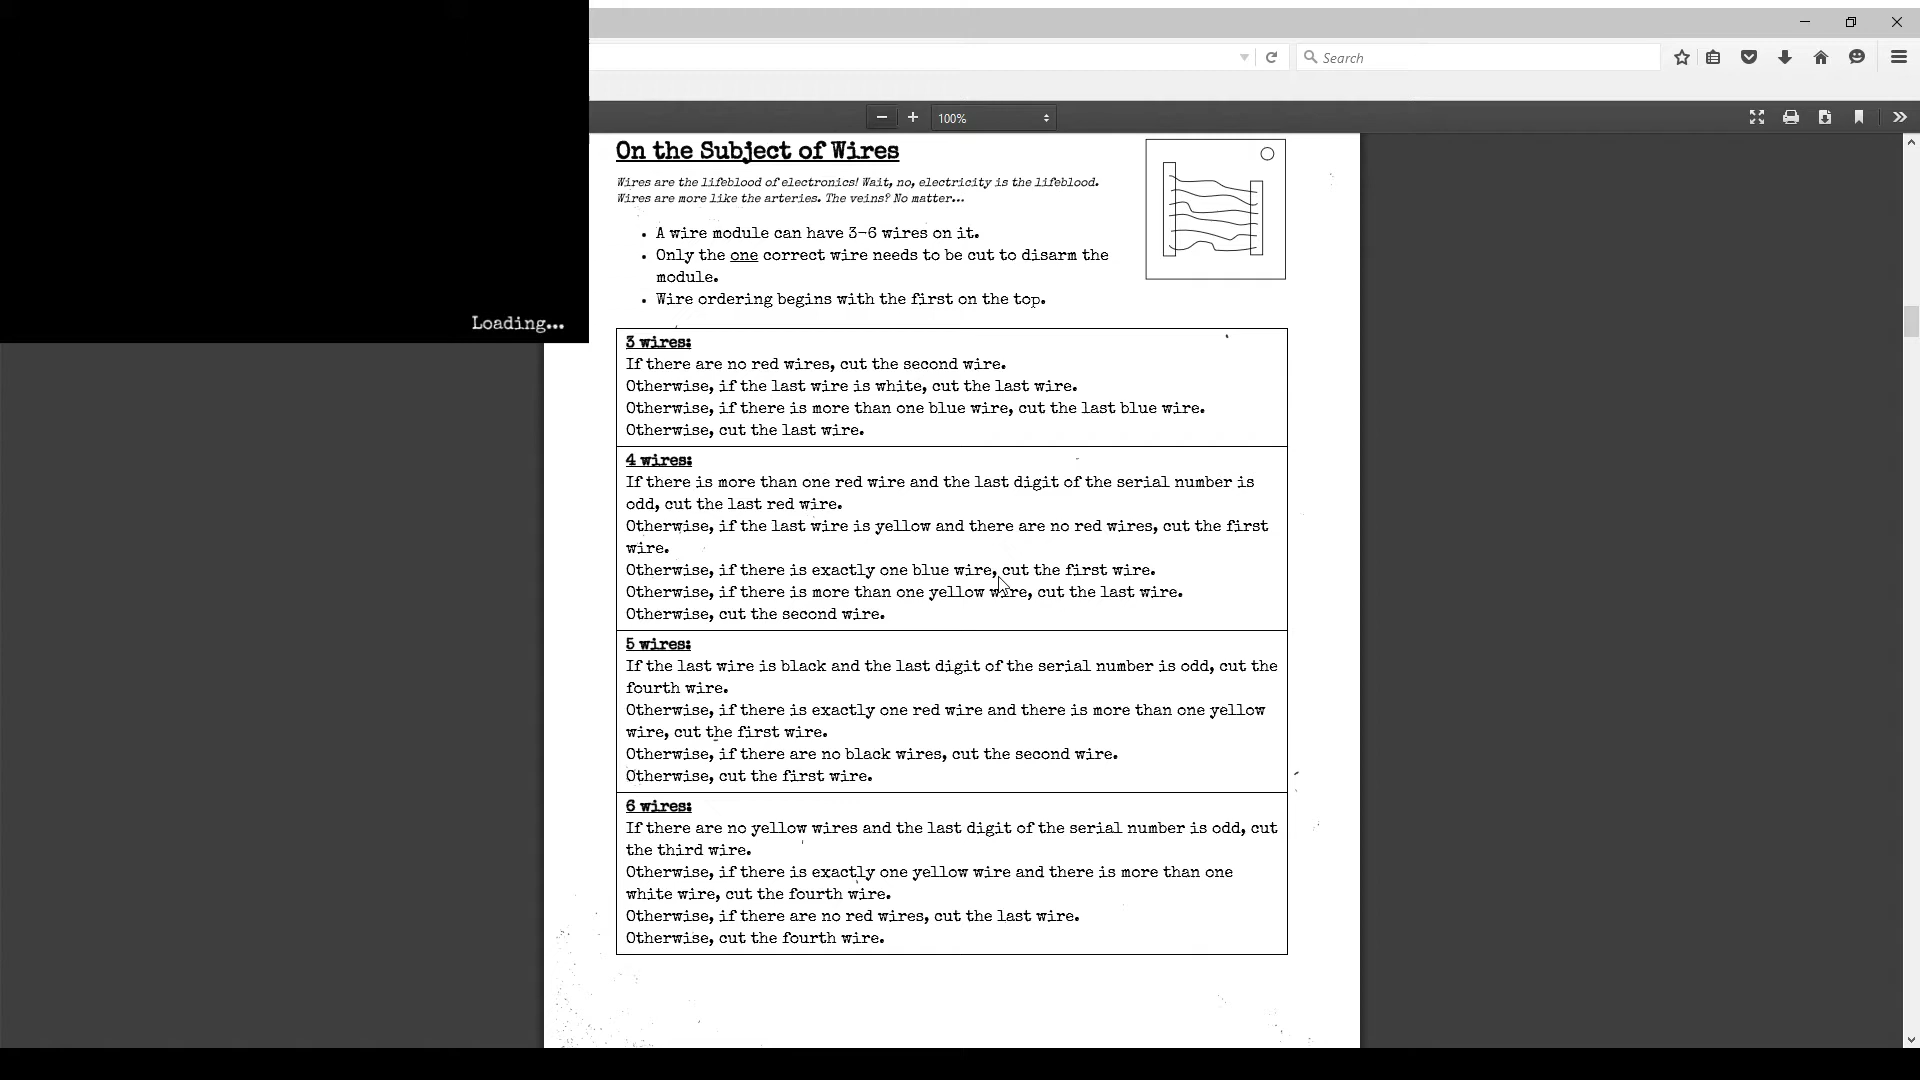 Search
100%
Loading...
On the Subject of Wires
Wires are the lifeblood of electronics! Wait, no, electricity is the lifeblood.
Wires are more like the arteries. The veins? No matter...
• A wire module can have 3-6 wires on it.
• Only the one correct wire needs to be cut to disarm the
module.
• Wire ordering begins with the first on the top.
3 wires:
If there are no red wires, cut the second wire.
Otherwise, if the last wire is white, cut the last wire.
Otherwise, if there is more than one blue wire, cut the last blue wire.
Otherwise, cut the last wire.
4 wires:
If there is more than one red wire and the last digit of the serial number is
odd, cut the last red wire.
Otherwise, if the last wire is yellow and there are no red wires, cut the first
wire.
Otherwise, if there is exactly one blue wire, cut the first wire.
Otherwise, if there is more than one yellow wire, cut the last wire.
Otherwise, cut the second wire.
5 wires:
If the last wire is black and the last digit of the serial number is odd, cut the
fourth wire.
Otherwise, if there is exactly one red wire and there is more than one yellow
wire, cut the first wire.
Otherwise, if there are no black wires, cut the second wire.
Otherwise, cut the first wire.
6 wires:
If there are no yellow wires and the last digit of the serial number is odd, cut
the third wire.
Otherwise, if there is exactly one yellow wire and there is more than one
white wire, cut the fourth wire.
Otherwise, if there are no red wires, cut the last wire.
Otherwise, cut the fourth wire.